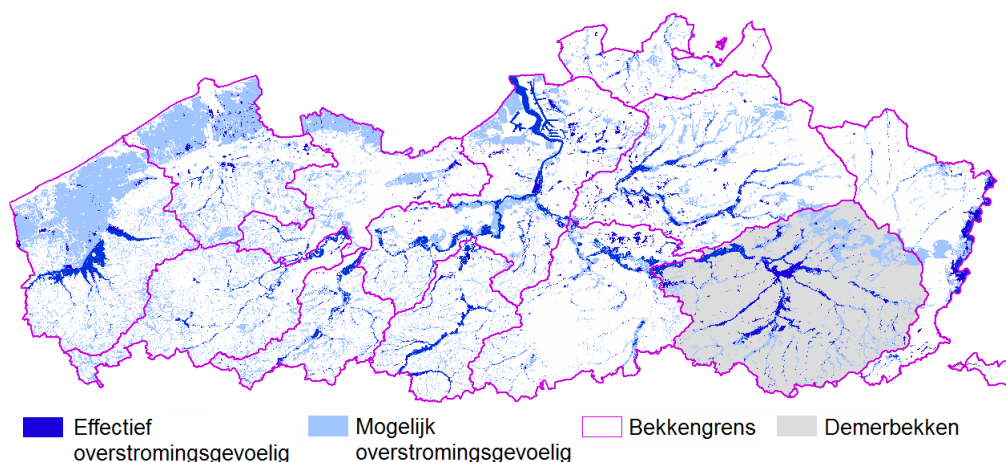 Effectief
overstromingsgevoelig
Mogelijk
overstromingsgevoelig
Bekkengrens
Demerbekken